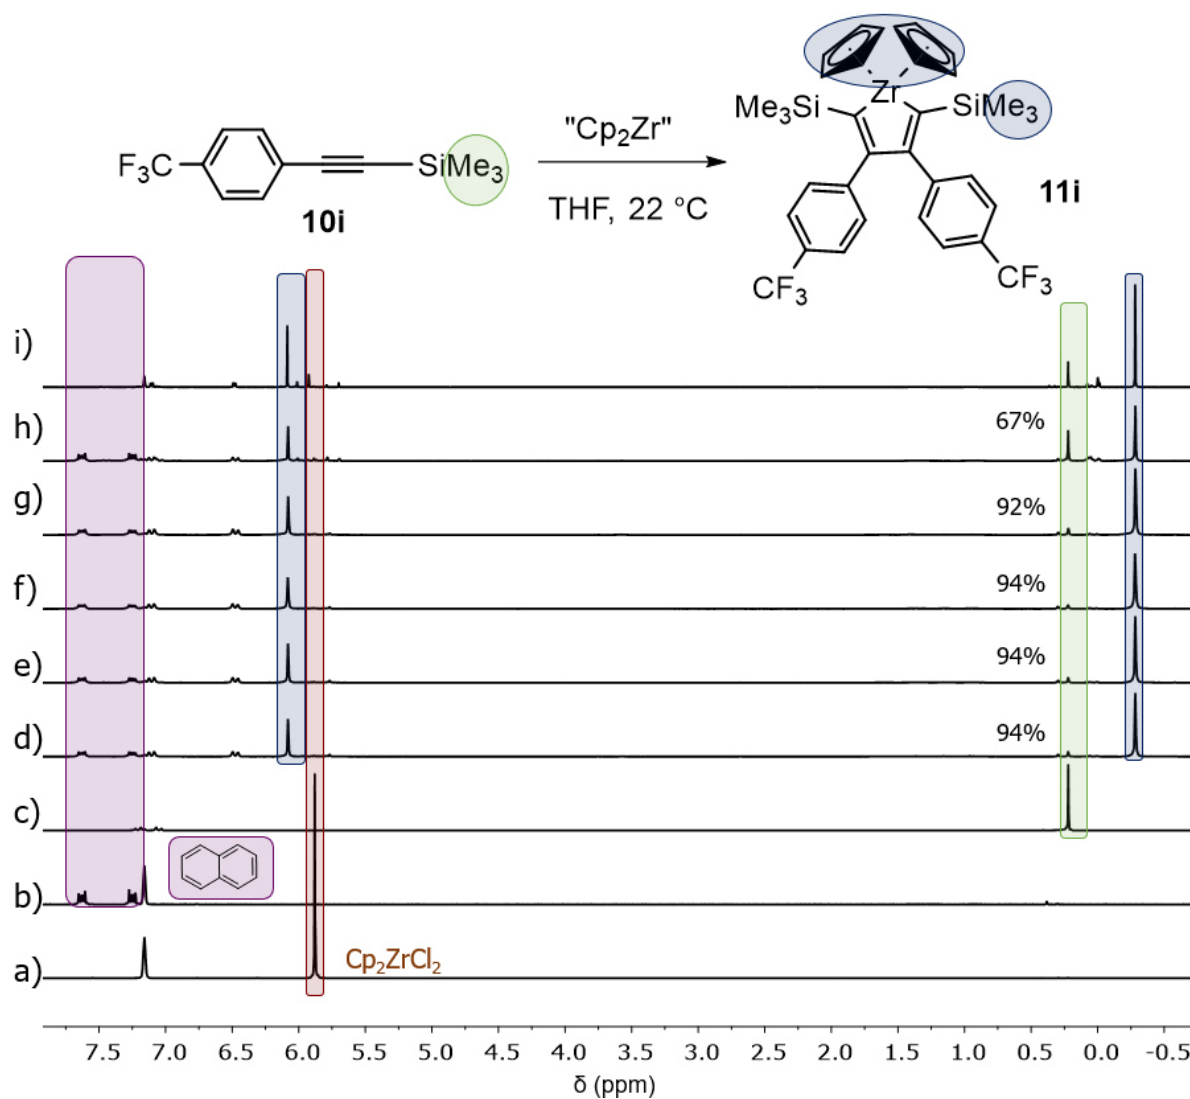 F₃C
SiMe₃
10i
"Cp₂Zr"
THF, 22 °C
Zr
Me₃Si
SiMe₃
11i
CF₃
CF₃
i)
h)
67%
g)
92%
f)
94%
e)
94%
d)
94%
c)
b)
a)
Cp₂ZrCl₂
7.5 7.0 6.5 6.0 5.5 5.0 4.5 4.0 3.5 3.0 2.5 2.0 1.5 1.0 0.5 0.0 -0.5
δ (ppm)